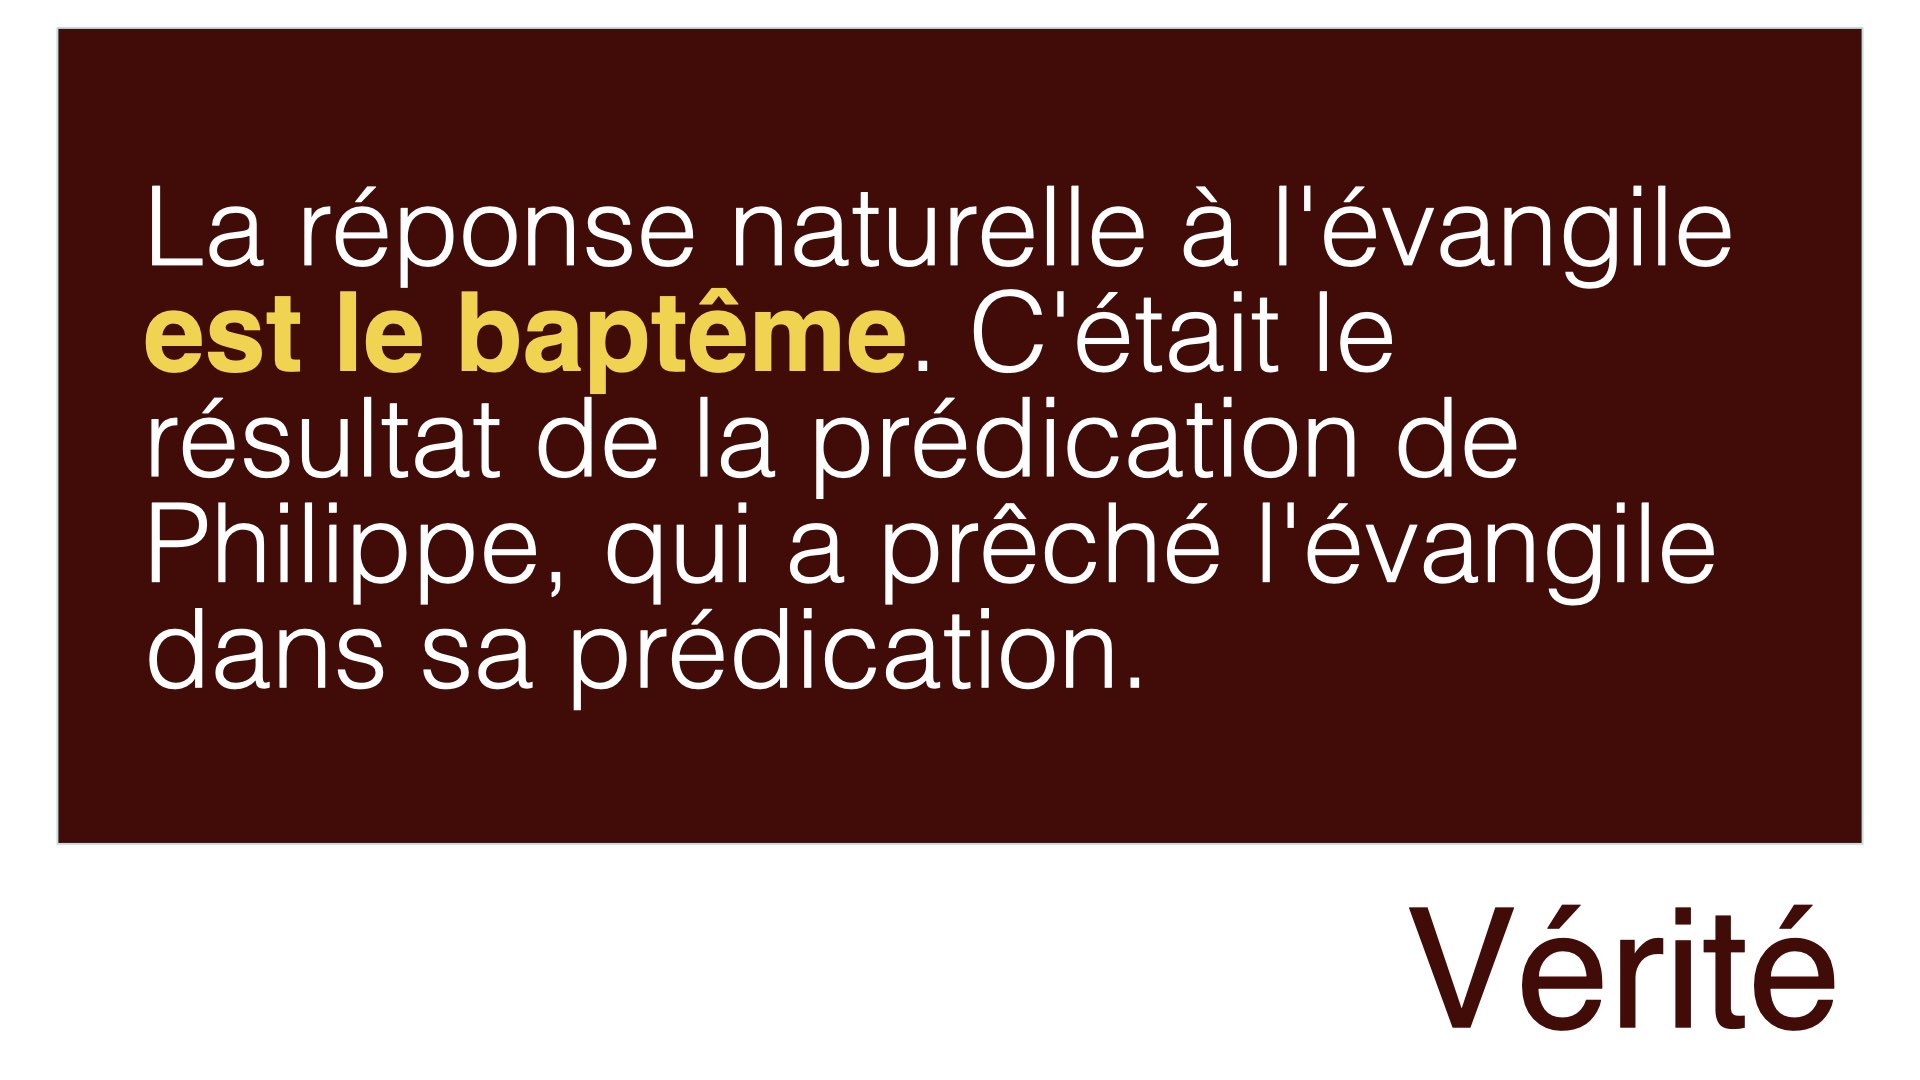 La réponse naturelle à l'évangile
est le baptême. C'était le
résultat de la prédication de
Philippe, qui a prêché l'évangile
dans sa prédication.
Vérité